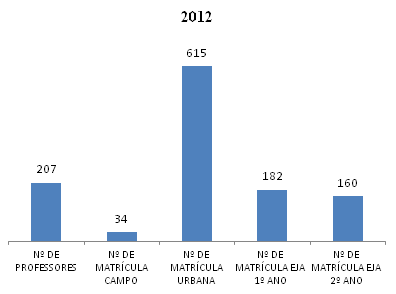 2012
615
207
182
160
34
Nº DE PROFESSORES
Nº DE MATRÍCULA CAMPO
Nº DE MATRÍCULA URBANA
Nº DE MATRÍCULA EJA 1º ANO
Nº DE MATRÍCULA EJA 2º ANO